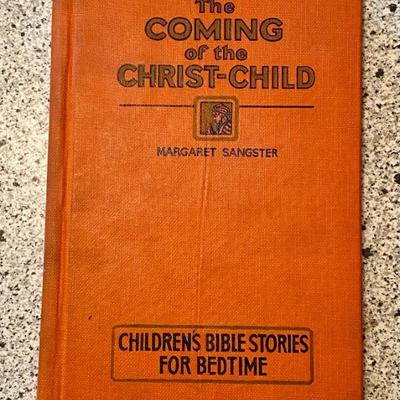 The
COMING
of the
CHRIST-CHILD
MARGARET SANGSTER
CHILDREN'S BIBLE STORIES
FOR BEDTIME